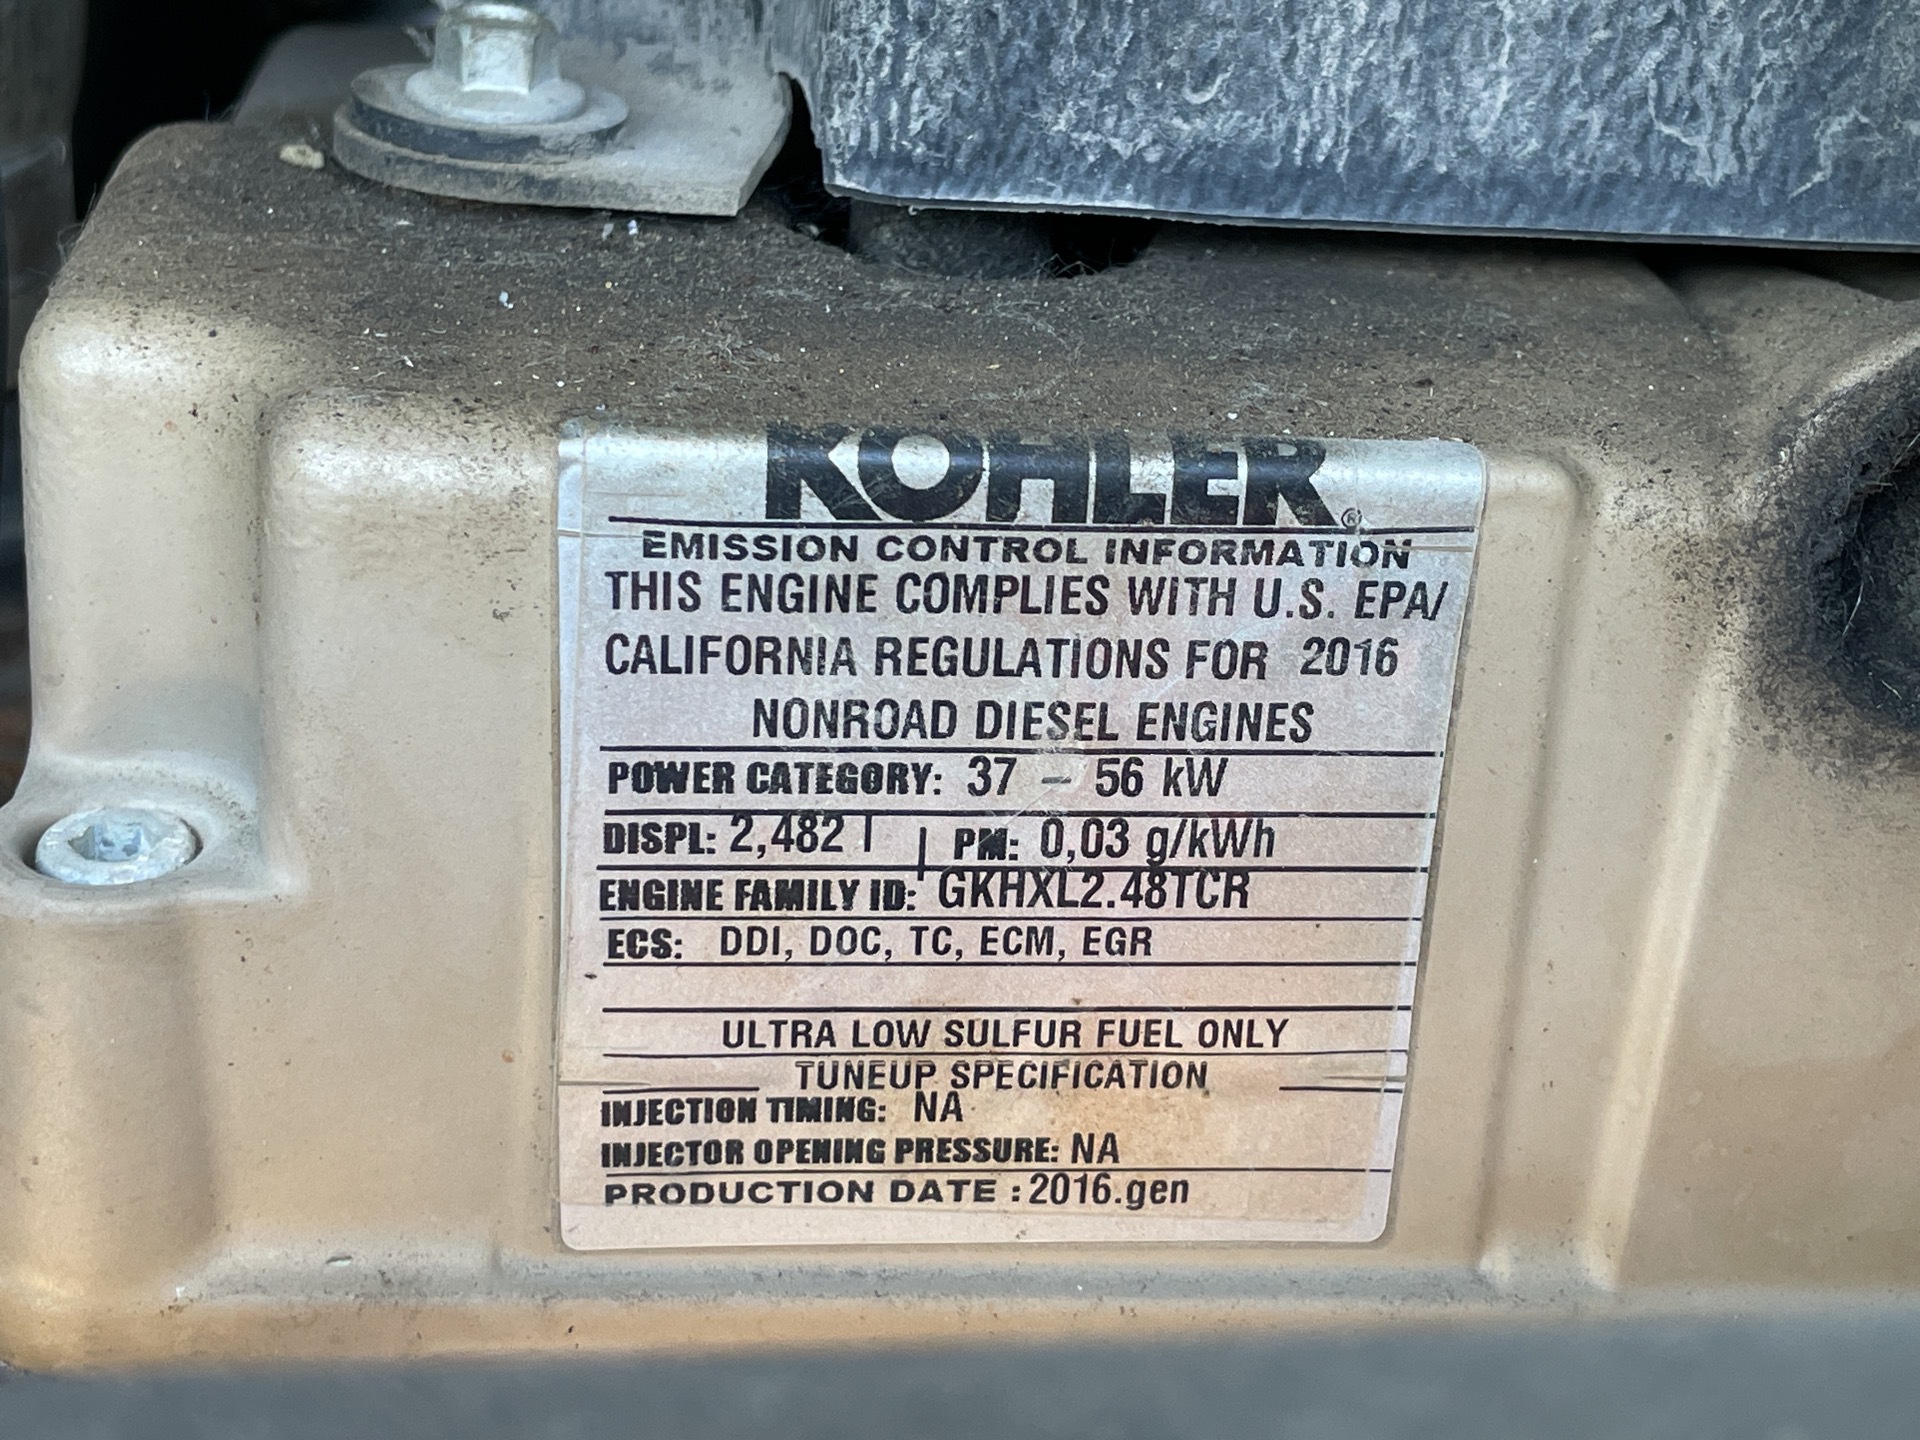 KOHLER®
EMISSION CONTROL INFORMATION
THIS ENGINE COMPLIES WITH U.S. EPA/
CALIFORNIA REGULATIONS FOR 2016
NONROAD DIESEL ENGINES
POWER CATEGORY: 37 – 56 kW
DISPL: 2,482 l | PM: 0,03 g/kWh
ENGINE FAMILY ID: GKHXL2.48TCR
ECS: DDI, DOC, TC, ECM, EGR
ULTRA LOW SULFUR FUEL ONLY
TUNEUP SPECIFICATION
INJECTION TIMING: NA
INJECTOR OPENING PRESSURE: NA
PRODUCTION DATE : 2016.gen